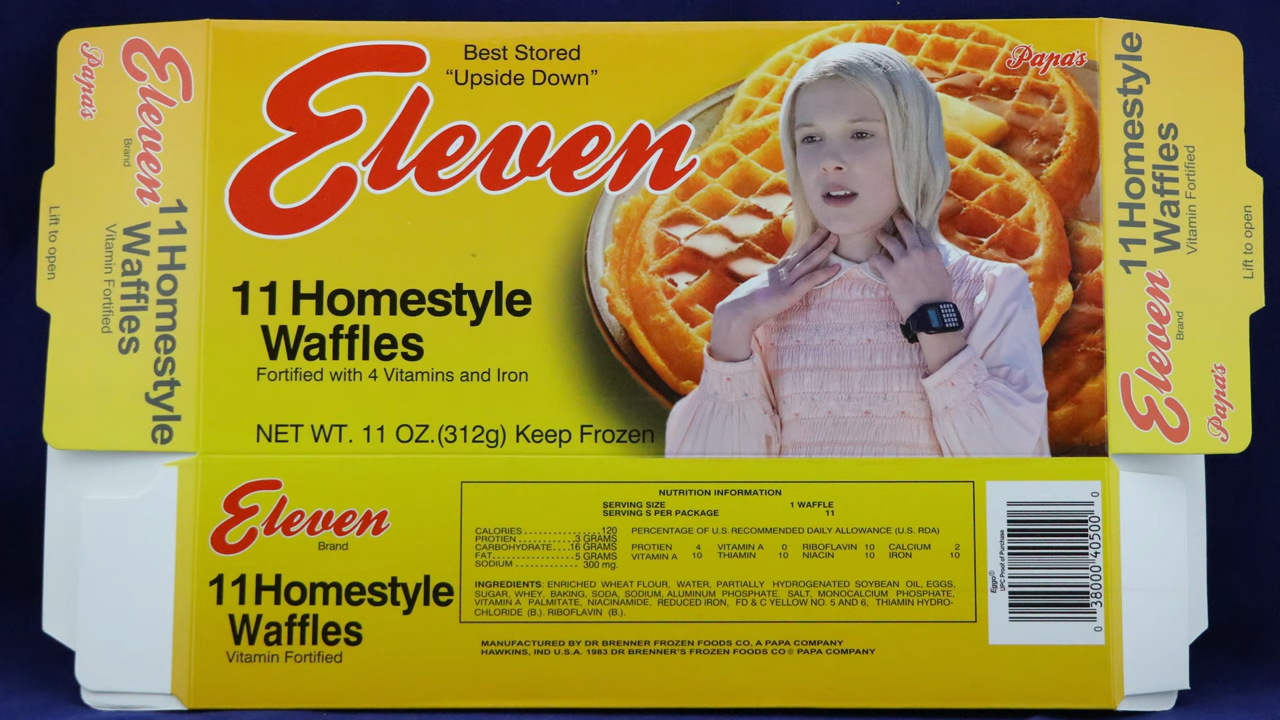 Papa's
Eleven
Brand
11 Homestyle
Waffles
Vitamin Fortified
Lift to open
Best Stored
“Upside Down”
Eleven
11 Homestyle
Waffles
Fortified with 4 Vitamins and Iron
NET WT. 11 OZ.(312g) Keep Frozen
Papa's
11 Homestyle
Waffles
Vitamin Fortified
Eleven
Brand
Papa's
Lift to open
Eleven
Brand
11 Homestyle
Waffles
Vitamin Fortified
NUTRITION INFORMATION
SERVING SIZE 1 WAFFLE
SERVING S PER PACKAGE 11
CALORIES 120
PROTIEN 3 GRAMS
CARBOHYDRATE 16 GRAMS
FAT 5 GRAMS
SODIUM 300 mg.
PERCENTAGE OF U.S. RECOMMENDED DAILY ALLOWANCE (U.S. RDA)
PROTIEN 4 VITAMIN A 0 RIBOFLAVIN 10 CALCIUM 2
VITAMIN A 10 THIAMIN 10 NIACIN 10 IRON 10
INGREDIENTS: ENRICHED WHEAT FLOUR, WATER, PARTIALLY HYDROGENATED SOYBEAN OIL, EGGS,
SUGAR, WHEY, BAKING, SODA, SODIUM, ALUMINUM PHOSPHATE. SALT, MONOCALCIUM PHOSPHATE,
VITAMIN A PALMITATE, NIACINAMIDE, REDUCED IRON, FD & C YELLOW NO. 5 AND 6, THIAMIN HYDRO-
CHLORIDE (B.). RIBOFLAVIN (B.).
MANUFACTURED BY DR BRENNER FROZEN FOODS CO, A PAPA COMPANY
HAWKINS, IND U.S.A. 1983 DR BRENNER'S FROZEN FOODS CO® PAPA COMPANY
Eggo®
UPC Proof of Purchase
0 38000 40500 0